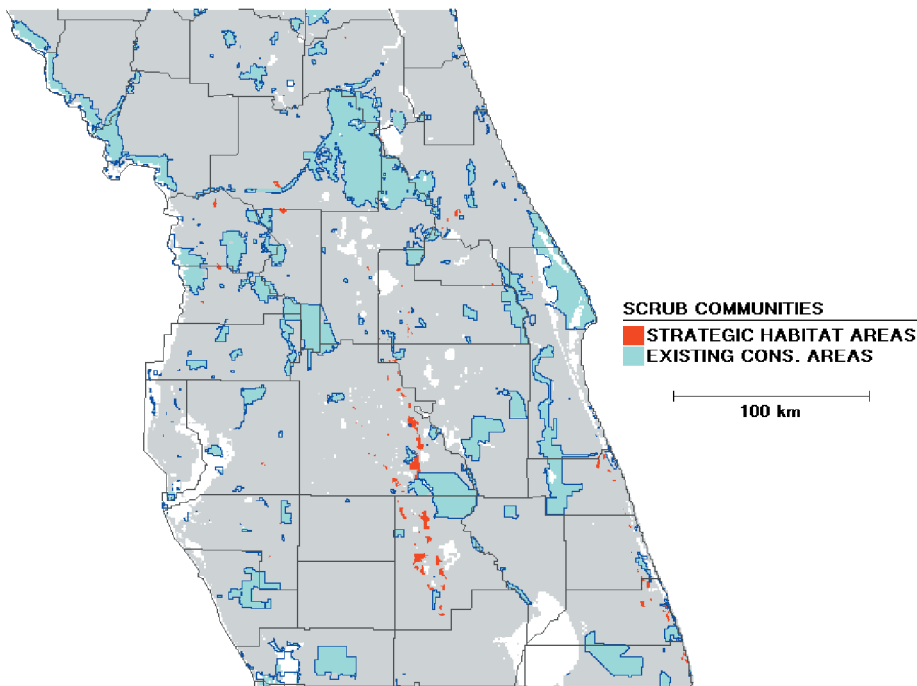 SCRUB COMMUNITIES
STRATEGIC HABITAT AREAS
EXISTING CONS. AREAS
100 km